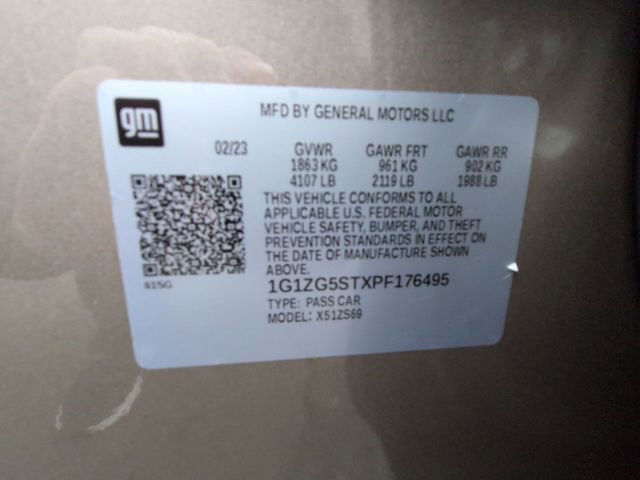 gm
MFD BY GENERAL MOTORS LLC
02/23 GVWR GAWR FRT GAWR RR
1863 KG 961 KG 902 KG
4107 LB 2119 LB 1988 LB
THIS VEHICLE CONFORMS TO ALL
APPLICABLE U.S. FEDERAL MOTOR
VEHICLE SAFETY, BUMPER, AND THEFT
PREVENTION STANDARDS IN EFFECT ON
THE DATE OF MANUFACTURE SHOWN
ABOVE.
615G
1G1ZG5STXPF176495
TYPE: PASS CAR
MODEL: X51ZS69